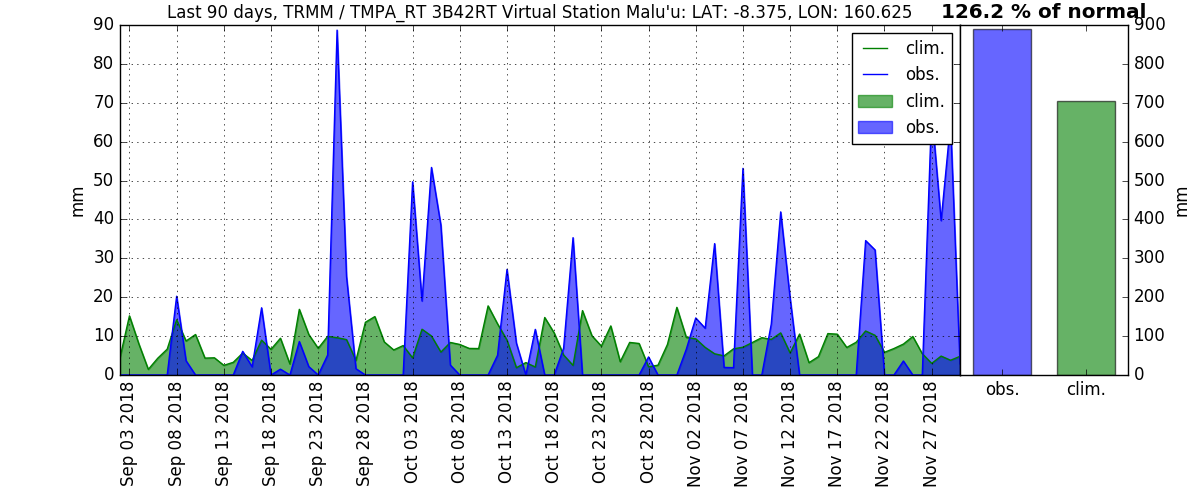 Last 90 days, TRMM / TMPA_RT 3B42RT Virtual Station Malu'u: LAT: -8.375, LON: 160.625
126.2 % of normal
90
80
70
60
50
40
30
20
10
0
mm
clim.
obs.
clim.
obs.
900
800
700
600
500
400
300
200
100
0
mm
Sep 03 2018
Sep 08 2018
Sep 13 2018
Sep 18 2018
Sep 23 2018
Sep 28 2018
Oct 03 2018
Oct 08 2018
Oct 13 2018
Oct 18 2018
Oct 23 2018
Oct 28 2018
Nov 02 2018
Nov 07 2018
Nov 12 2018
Nov 17 2018
Nov 22 2018
Nov 27 2018
obs.
clim.